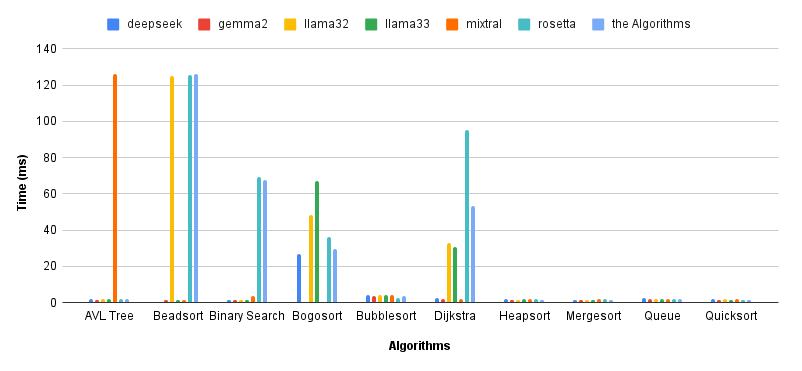 deepseek gemma2 llama32 llama33 mixtral rosetta the Algorithms
140
120
100
80
60
40
20
0
Time (ms)
AVL Tree Beadsort Binary Search Bogosort Bubblesort Dijkstra Heapsort Mergesort Queue Quicksort
Algorithms